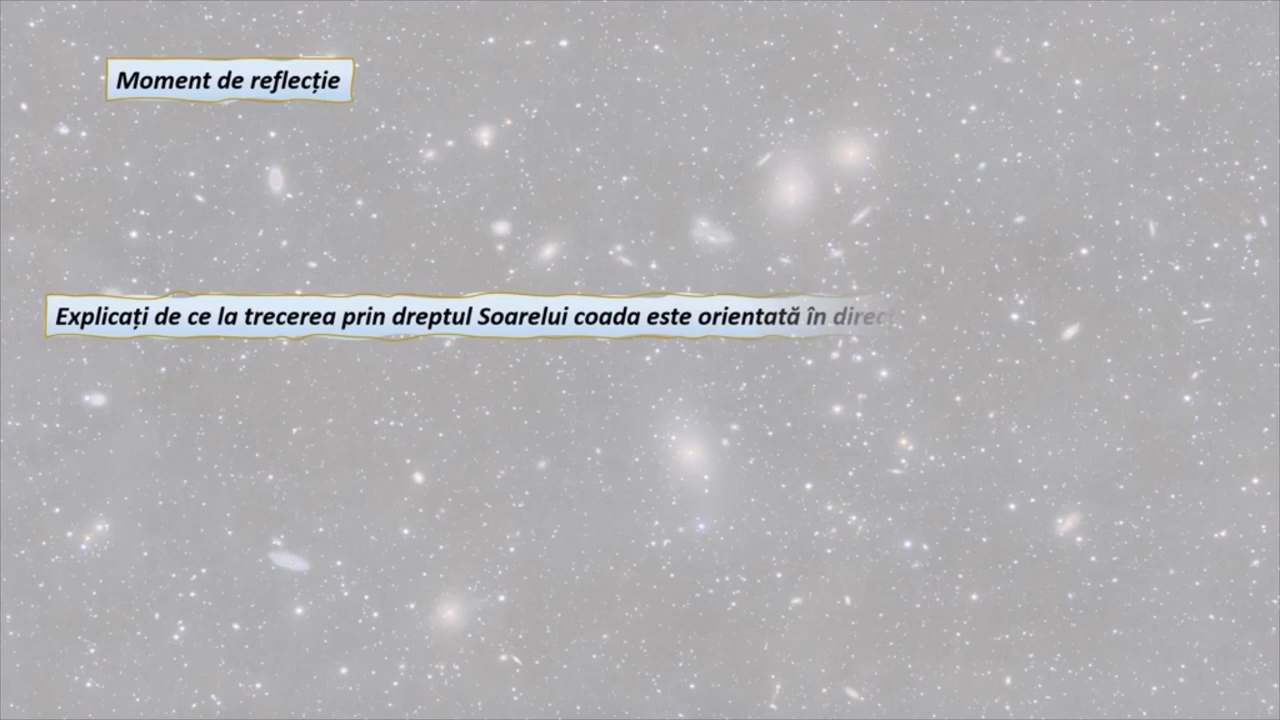 Moment de reflecție
Explicați de ce la trecerea prin dreptul Soarelui coada este orientată în